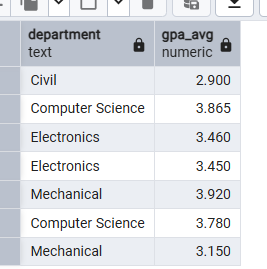 department gpa_avg
text numeric
Civil 2.900
Computer Science 3.865
Electronics 3.460
Electronics 3.450
Mechanical 3.920
Computer Science 3.780
Mechanical 3.150